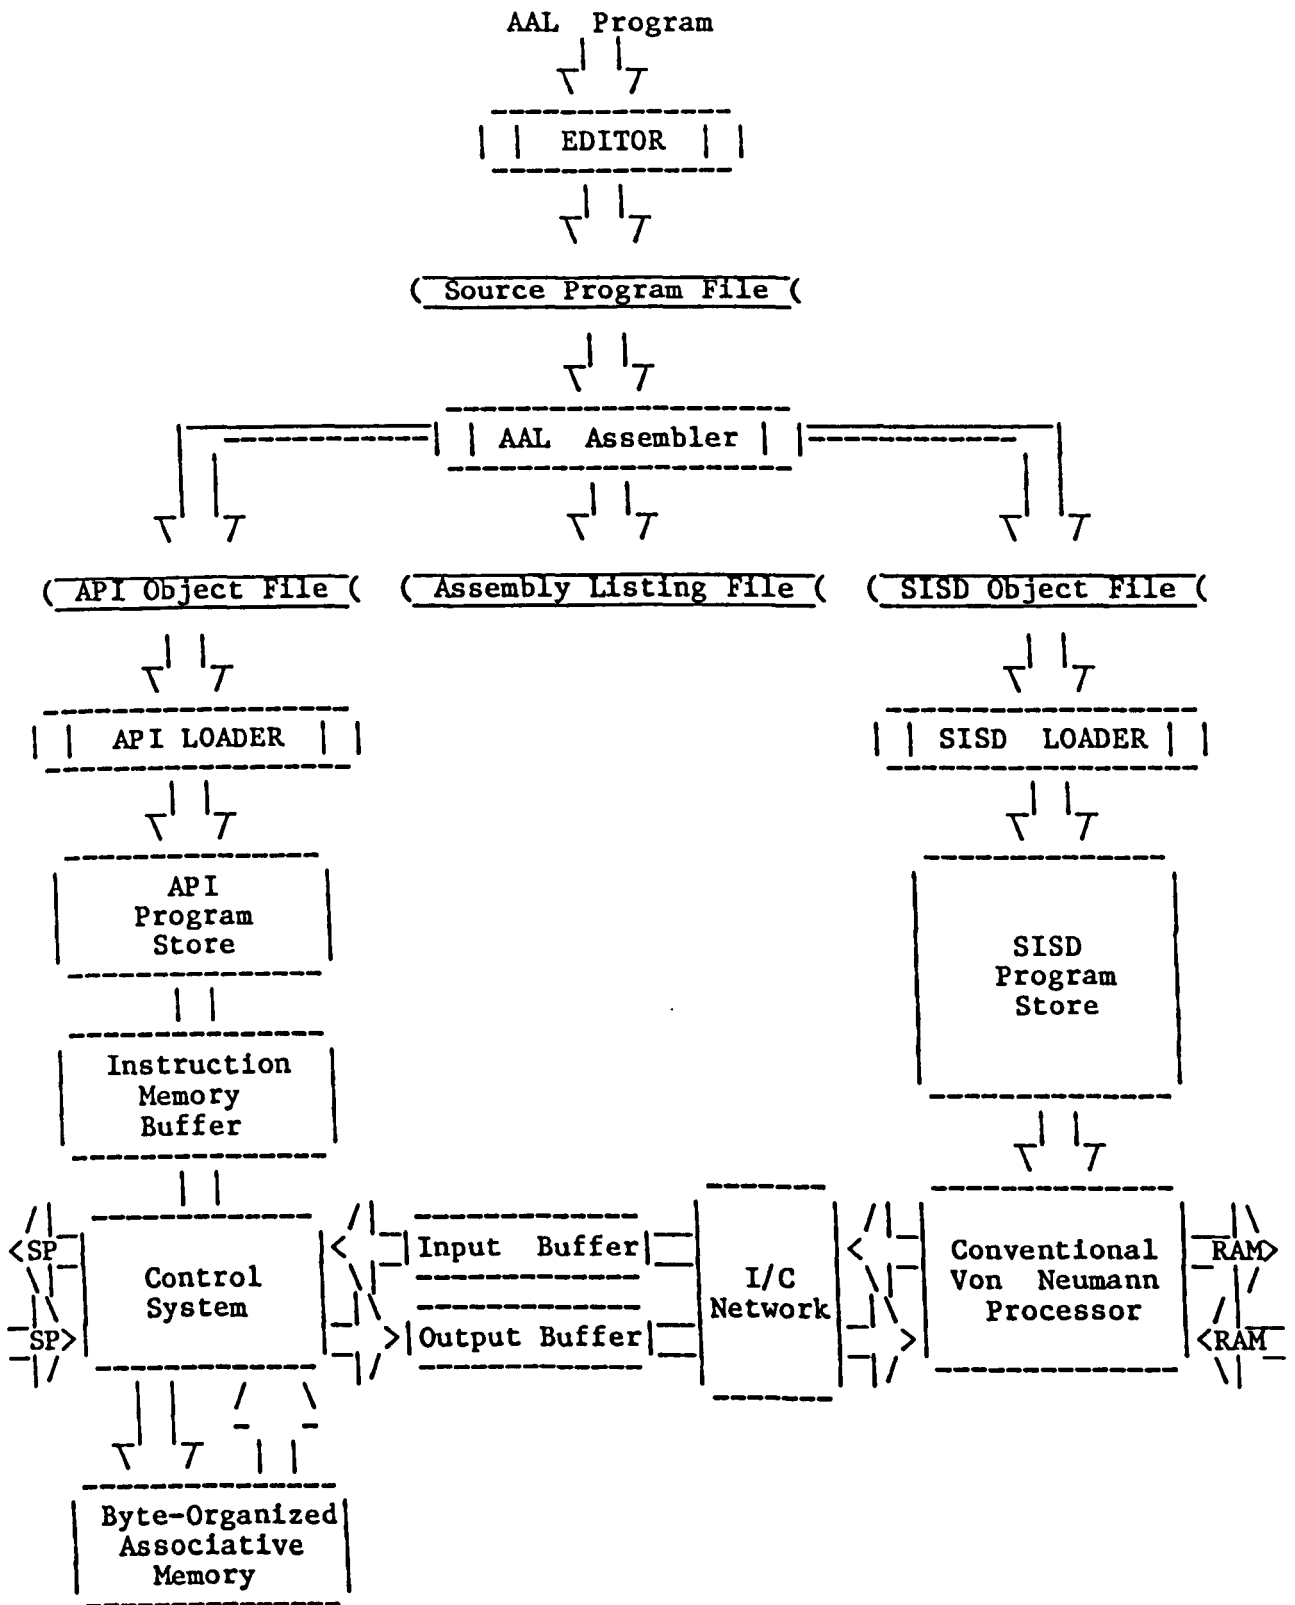 AAL Program
EDITOR
Source Program File
AAL Assembler
API Object File
Assembly Listing File
SISD Object File
API LOADER
SISD LOADER
API
Program
Store
SISD
Program
Store
Instruction
Memory
Buffer
SP
SP
Control
System
Input Buffer
Output Buffer
I/C
Network
Conventional
Von Neumann
Processor
RAM
RAM
Byte-Organized
Associative
Memory